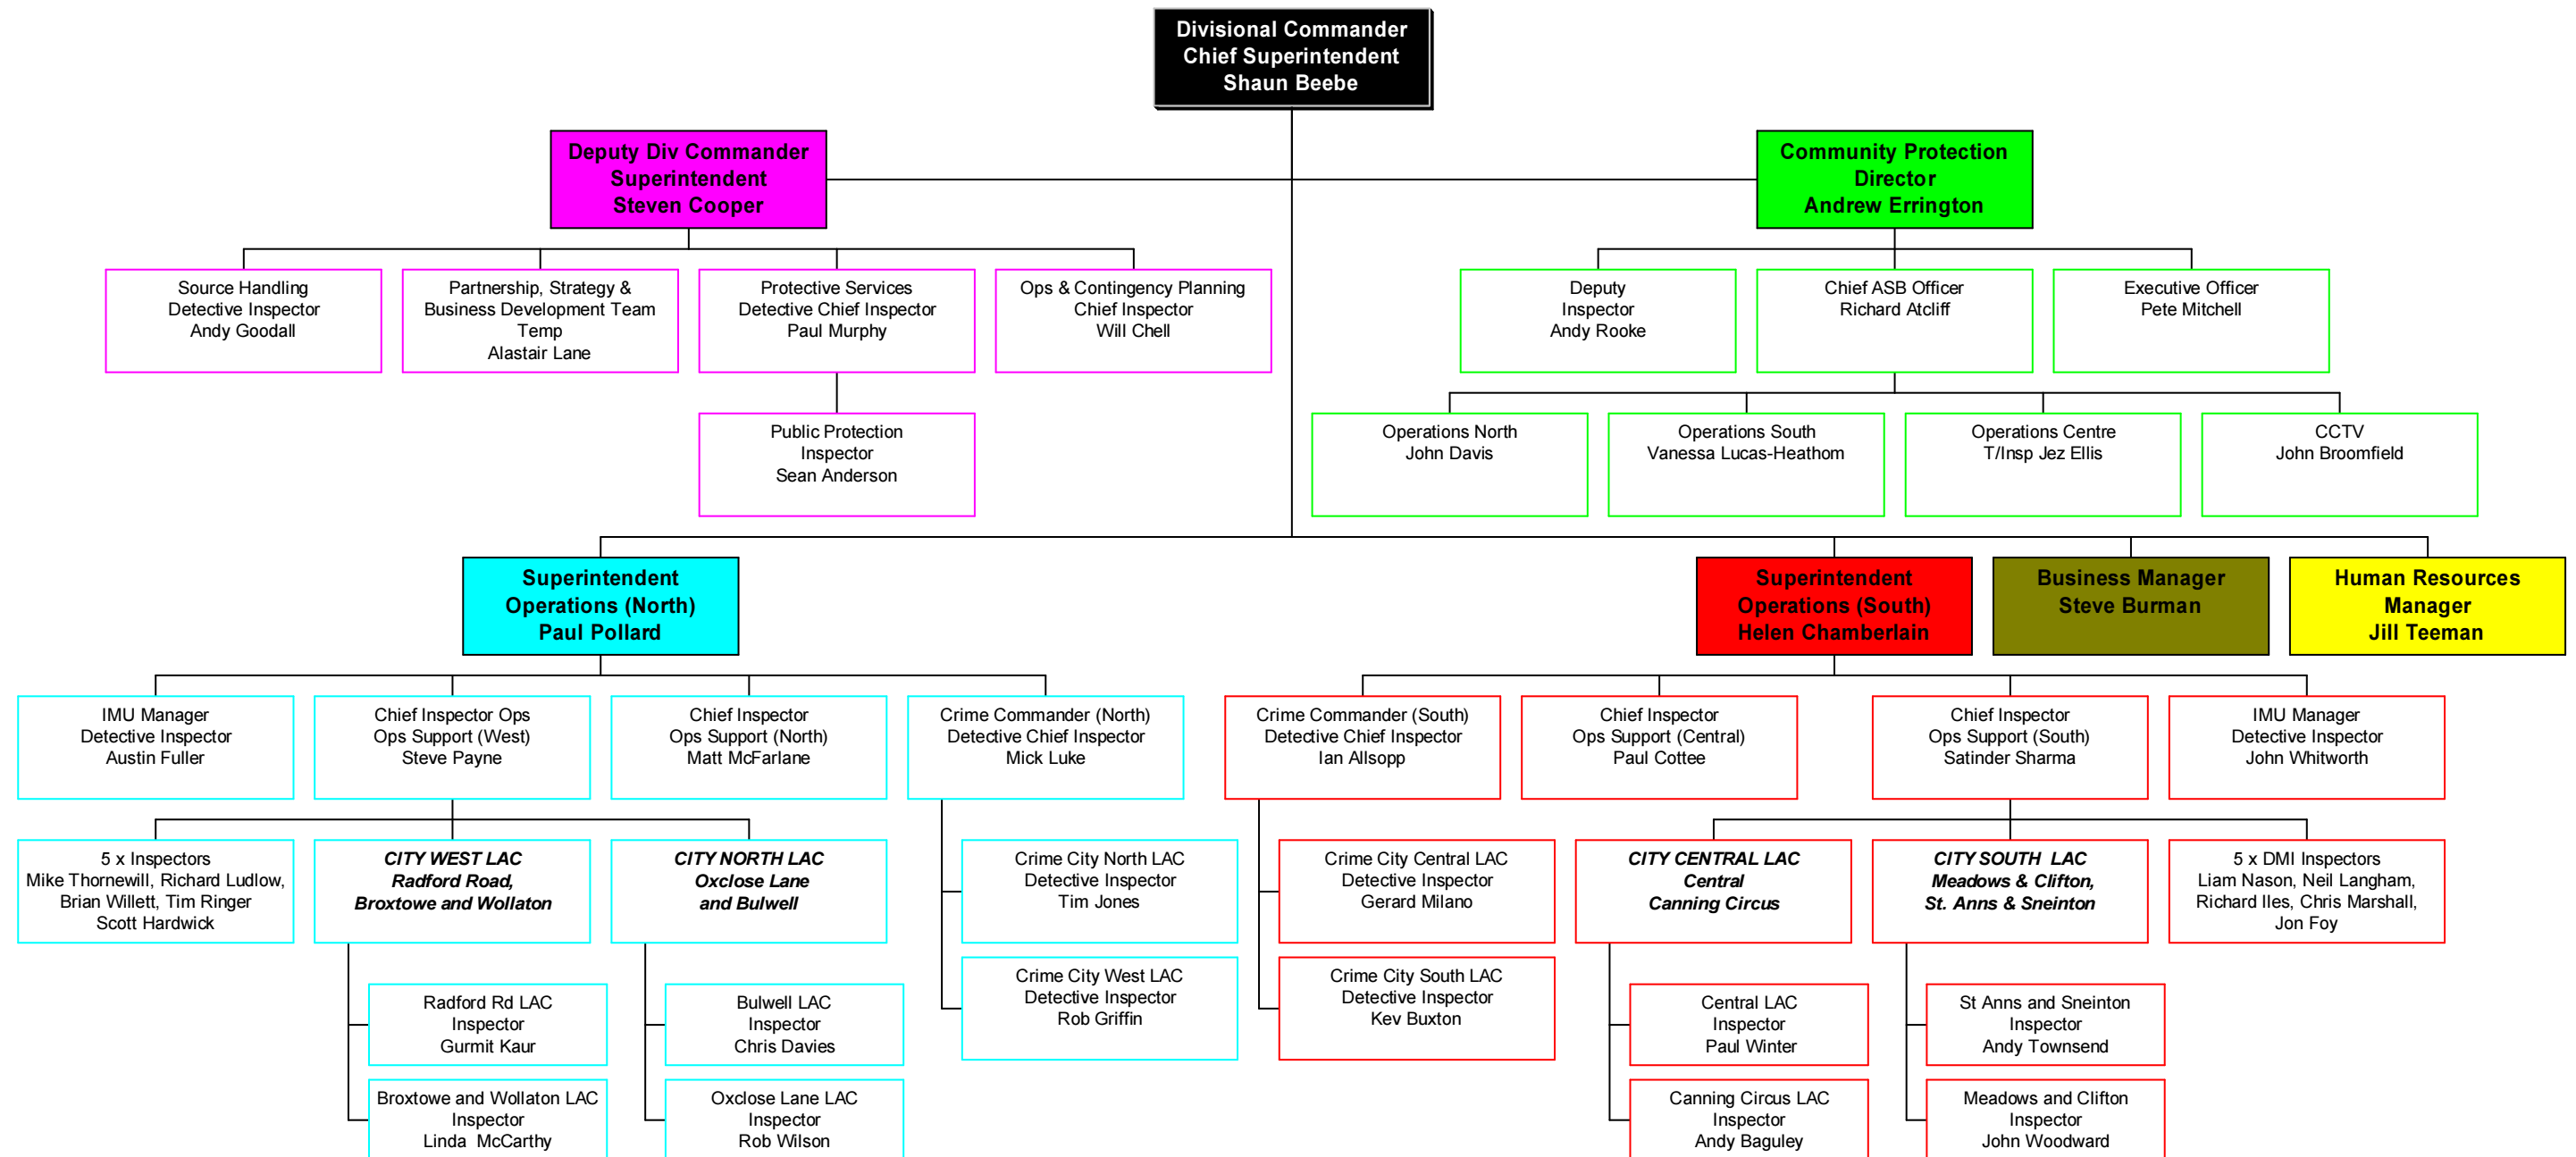 Divisional Commander
Chief Superintendent
Shaun Beebe
Deputy Div Commander
Superintendent
Steven Cooper
Community Protection
Director
Andrew Errington
Source Handling
Detective Inspector
Andy Goodall
Partnership, Strategy &
Business Development Team
Temp
Alastair Lane
Protective Services
Detective Chief Inspector
Paul Murphy
Ops & Contingency Planning
Chief Inspector
Will Chell
Deputy
Inspector
Andy Rooke
Chief ASB Officer
Richard Atcliff
Executive Officer
Pete Mitchell
Public Protection
Inspector
Sean Anderson
Operations North
John Davis
Operations South
Vanessa Lucas-Heathom
Operations Centre
T/Insp Jez Ellis
CCTV
John Broomfield
Superintendent
Operations (North)
Paul Pollard
Superintendent
Operations (South)
Helen Chamberlain
Business Manager
Steve Burman
Human Resources
Manager
Jill Teeman
IMU Manager
Detective Inspector
Austin Fuller
Chief Inspector Ops
Ops Support (West)
Steve Payne
Chief Inspector
Ops Support (North)
Matt McFarlane
Crime Commander (North)
Detective Chief Inspector
Mick Luke
Crime Commander (South)
Detective Chief Inspector
Ian Allsopp
Chief Inspector
Ops Support (Central)
Paul Cottee
Chief Inspector
Ops Support (South)
Satinder Sharma
IMU Manager
Detective Inspector
John Whitworth
5 x Inspectors
Mike Thornewill, Richard Ludlow,
Brian Willett, Tim Ringer
Scott Hardwick
CITY WEST LAC
Radford Road,
Broxtowe and Wollaton
CITY NORTH LAC
Oxclose Lane
and Bulwell
Crime City North LAC
Detective Inspector
Tim Jones
Crime City Central LAC
Detective Inspector
Gerard Milano
CITY CENTRAL LAC
Central
Canning Circus
CITY SOUTH LAC
Meadows & Clifton,
St. Anns & Sneinton
5 x DMI Inspectors
Liam Nason, Neil Langham,
Richard Iles, Chris Marshall,
Jon Foy
Crime City West LAC
Detective Inspector
Rob Griffin
Crime City South LAC
Detective Inspector
Kev Buxton
Radford Rd LAC
Inspector
Gurmit Kaur
Bulwell LAC
Inspector
Chris Davies
Central LAC
Inspector
Paul Winter
St Anns and Sneinton
Inspector
Andy Townsend
Broxtowe and Wollaton LAC
Inspector
Linda McCarthy
Oxclose Lane LAC
Inspector
Rob Wilson
Canning Circus LAC
Inspector
Andy Baguley
Meadows and Clifton
Inspector
John Woodward